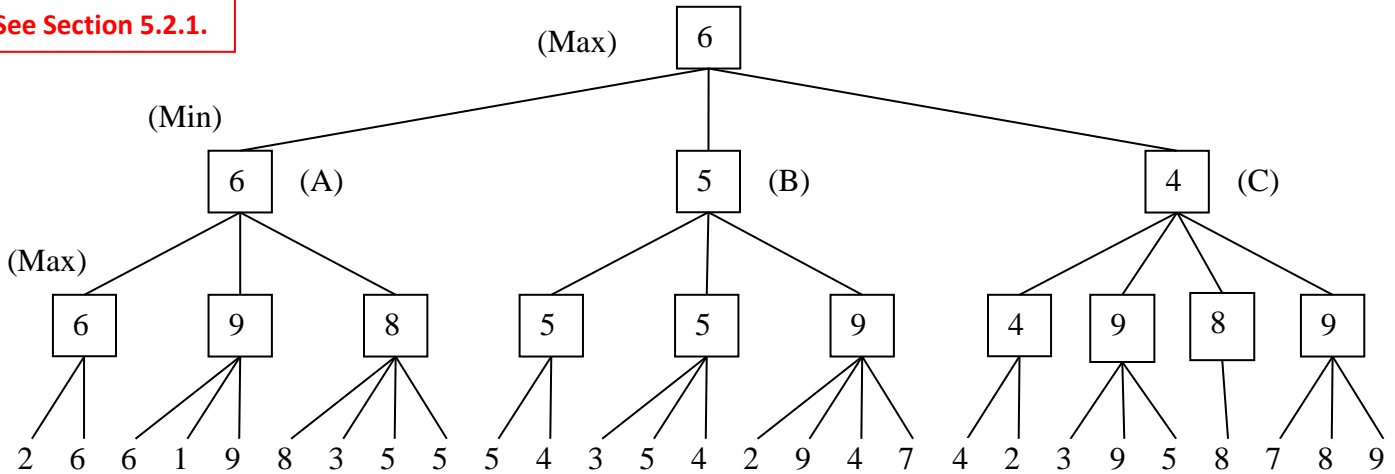 See Section 5.2.1.
(Max) 6
(Min)
6 (A) 5 (B) 4 (C)
(Max)
6 9 8 5 5 9 4 9 8 9
2 6 6 1 9 8 3 5 5 5 4 3 5 4 2 9 4 7 4 2 3 9 5 8 7 8 9